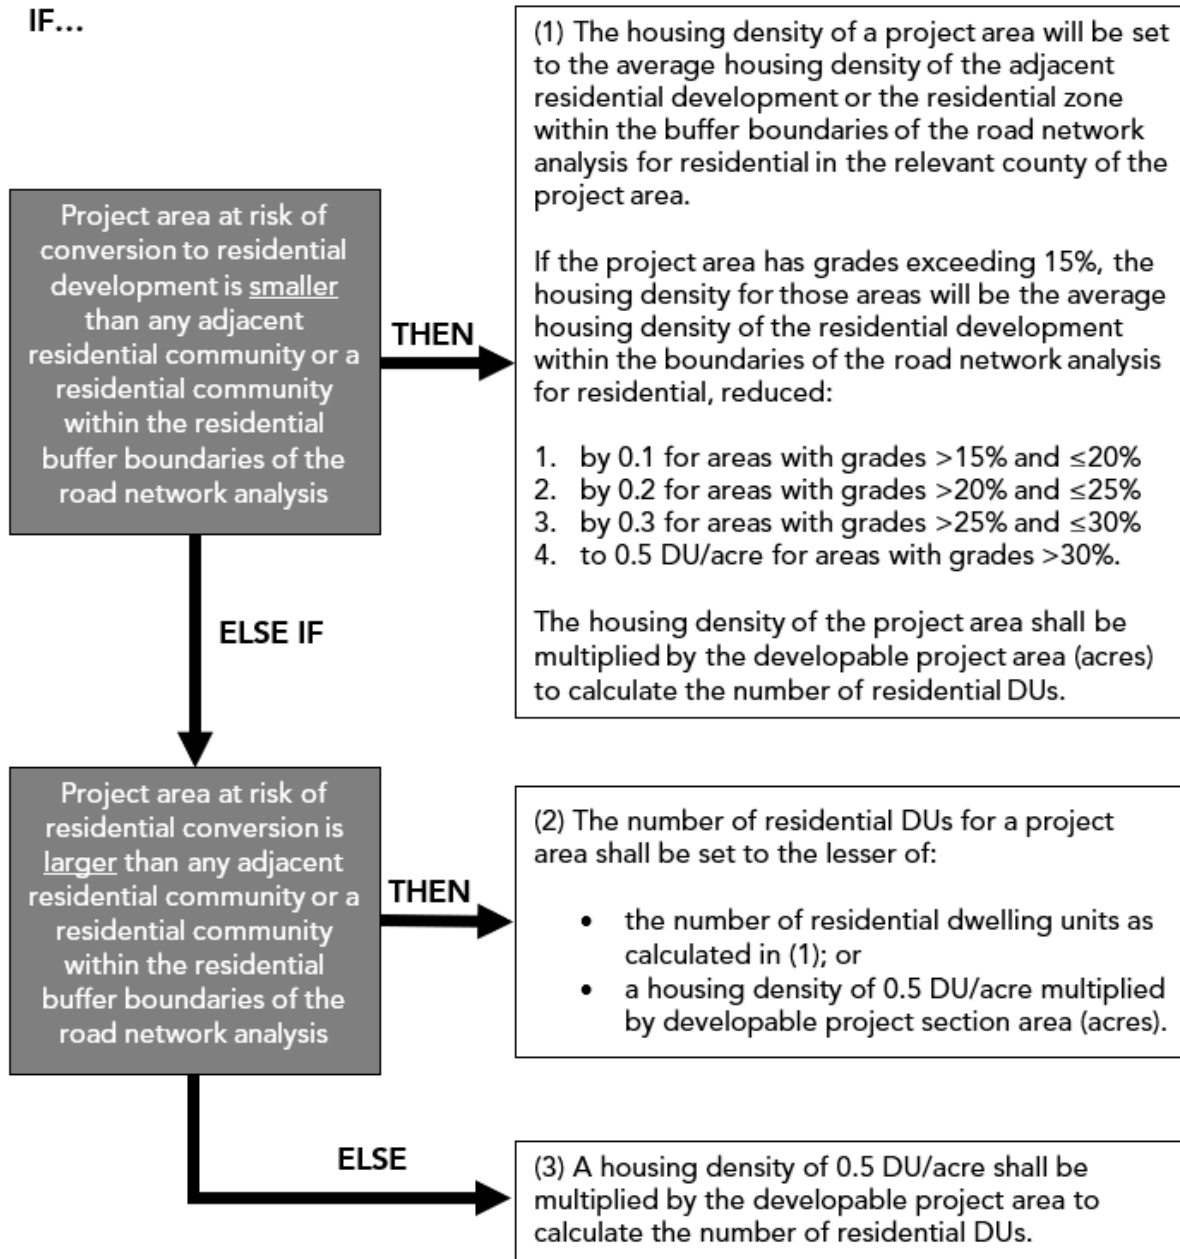 IF...
(1) The housing density of a project area will be set
to the average housing density of the adjacent
residential development or the residential zone
within the buffer boundaries of the road network
analysis for residential in the relevant county of the
project area.
If the project area has grades exceeding 15%, the
housing density for those areas will be the average
housing density of the residential development
within the boundaries of the road network analysis
for residential, reduced:
1. by 0.1 for areas with grades >15% and ≤20%
2. by 0.2 for areas with grades >20% and ≤25%
3. by 0.3 for areas with grades >25% and ≤30%
4. to 0.5 DU/acre for areas with grades >30%.
The housing density of the project area shall be
multiplied by the developable project area (acres)
to calculate the number of residential DUs.
Project area at risk of
conversion to residential
development is smaller
than any adjacent
residential community or a
residential community
within the residential
buffer boundaries of the
road network analysis
THEN
ELSE IF
Project area at risk of
residential conversion is
larger than any adjacent
residential community or a
residential community
within the residential
buffer boundaries of the
road network analysis
THEN
(2) The number of residential DUs for a project
area shall be set to the lesser of:
• the number of residential dwelling units as
calculated in (1); or
• a housing density of 0.5 DU/acre multiplied
by developable project section area (acres).
ELSE
(3) A housing density of 0.5 DU/acre shall be
multiplied by the developable project area to
calculate the number of residential DUs.